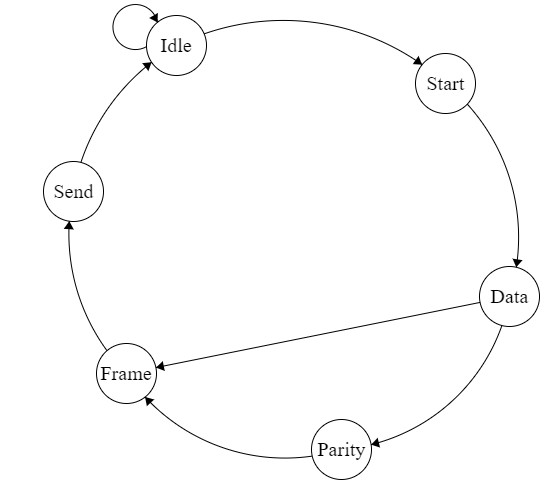 Idle
Start
Send
Data
Frame
Parity